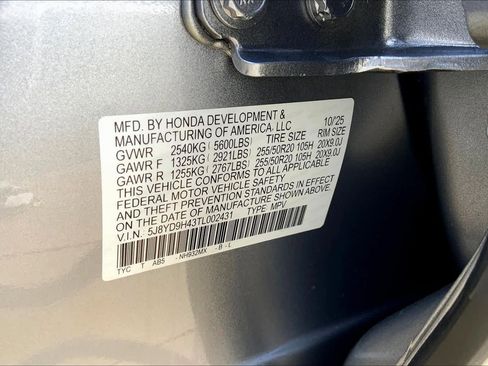 MFD. BY HONDA DEVELOPMENT & 10/25
MANUFACTURING OF AMERICA, LLC
GVWR 2540KG (5600LBS) TIRE SIZE RIM SIZE
GAWR F 1325KG (2921LBS) 255/50R20 105H 20X9.0J
GAWR R 1255KG (2767LBS) 255/50R20 105H 20X9.0J
THIS VEHICLE CONFORMS TO ALL APPLICABLE
FEDERAL MOTOR VEHICLE SAFETY
AND THEFT PREVENTION STANDARDS IN EFFECT
ON THE DATE OF MANUFACTURE SHOWN ABOVE.
V.I.N.: 5J8YD9H43TL002431 TYPE: MPV
TYC T AB5 -NH932MX -B -L